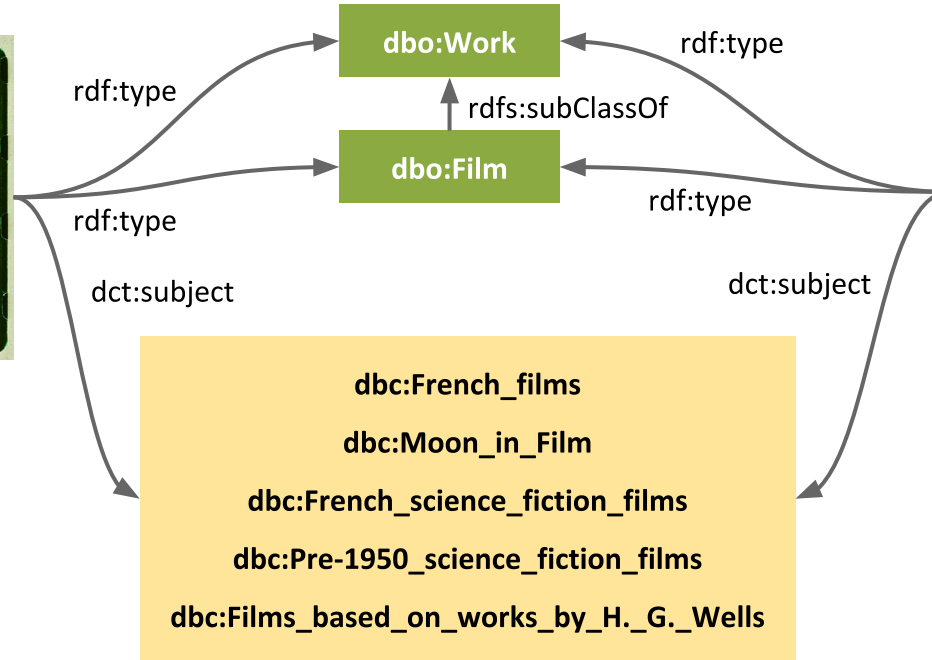 dbo:Work
rdf:type
rdf:type
rdfs:subClassOf
dbo:Film
rdf:type
rdf:type
dct:subject
dct:subject
dbc:French_films
dbc:Moon_in_Film
dbc:French_science_fiction_films
dbc:Pre-1950_science_fiction_films
dbc:Films_based_on_works_by_H._G._Wells